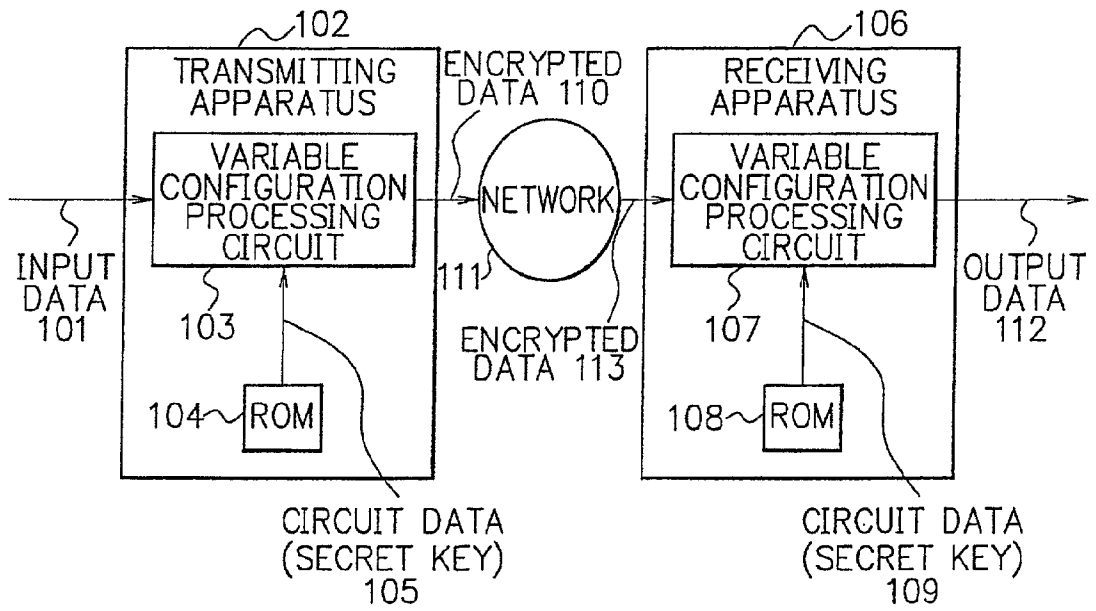 102
TRANSMITTING
APPARATUS
VARIABLE
CONFIGURATION
PROCESSING
CIRCUIT
INPUT
DATA
101
103
104
ROM
CIRCUIT DATA
(SECRET KEY)
105
ENCRYPTED
DATA 110
NETWORK
111
ENCRYPTED
DATA 113
106
RECEIVING
APPARATUS
VARIABLE
CONFIGURATION
PROCESSING
CIRCUIT
107
108
ROM
OUTPUT
DATA
112
CIRCUIT DATA
(SECRET KEY)
109